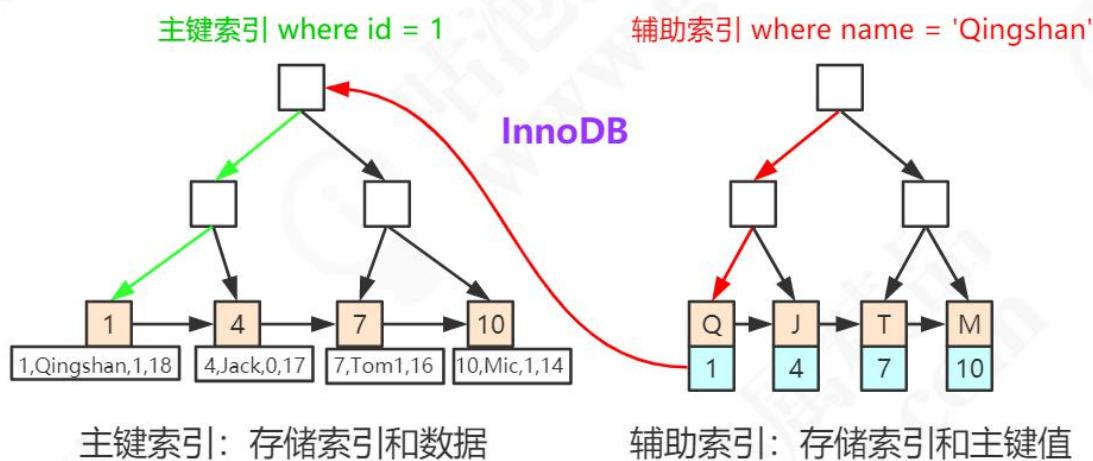 主键索引 where id = 1
辅助索引 where name = 'Qingshan'
InnoDB
1
4
7
10
1,Qingshan,1,18
4,Jack,0,17
7,Tom1,16
10,Mic,1,14
Q
J
T
M
1
4
7
10
主键索引：存储索引和数据
辅助索引：存储索引和主键值